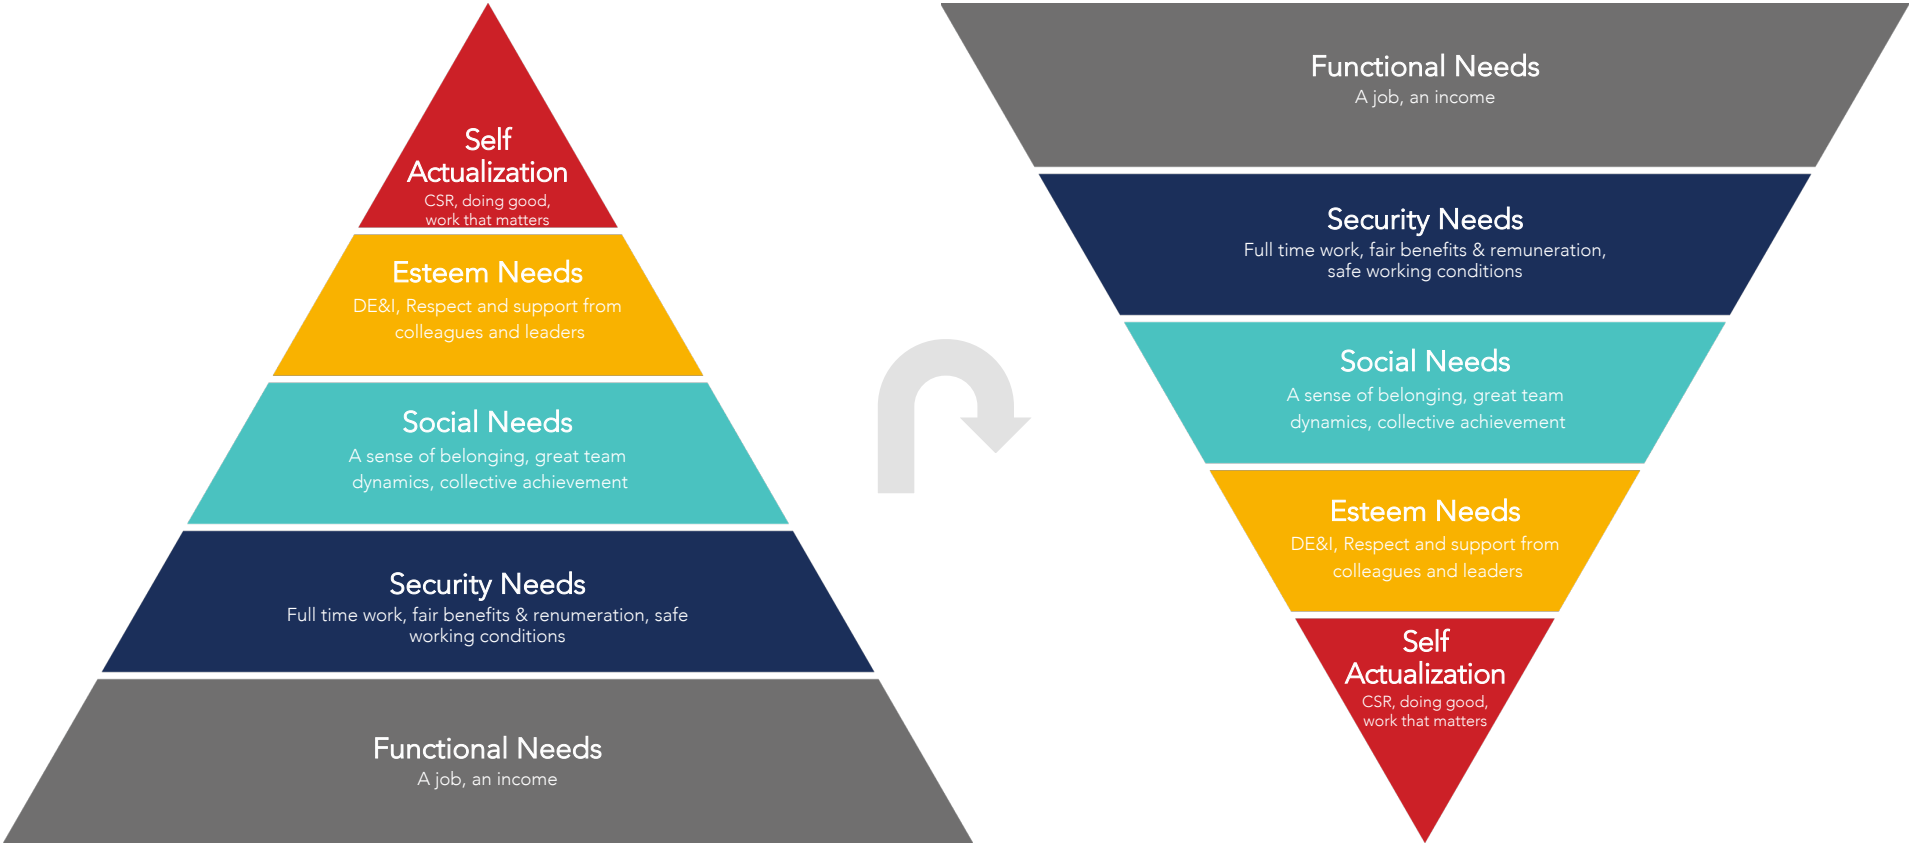 Self
Actualization
CSR, doing good,
work that matters
Esteem Needs
DE&I, Respect and support from
colleagues and leaders
Social Needs
A sense of belonging, great team
dynamics, collective achievement
Security Needs
Full time work, fair benefits & renumeration, safe
working conditions
Functional Needs
A job, an income
Functional Needs
A job, an income
Security Needs
Full time work, fair benefits & remuneration,
safe working conditions
Social Needs
A sense of belonging, great team
dynamics, collective achievement
Esteem Needs
DE&I, Respect and support from
colleagues and leaders
Self
Actualization
CSR, doing good,
work that matters